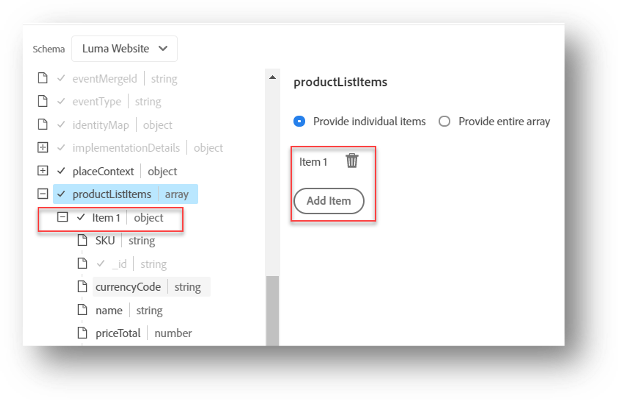 Schema Luma Website
eventMergeId string
eventType string
identityMap object
implementationDetails object
placeContext object
productListItems array
Item 1 object
SKU string
_id string
currencyCode string
name string
priceTotal number
productListItems
Provide individual items Provide entire array
Item 1
Add Item